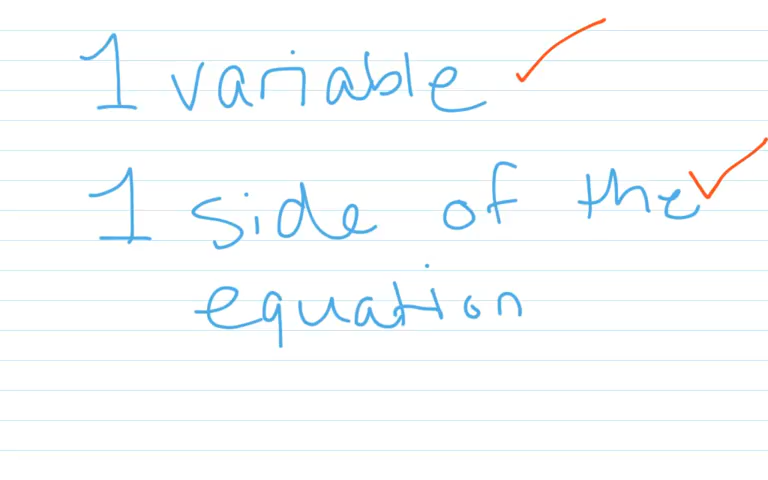 1 variable
1 side of the
equation